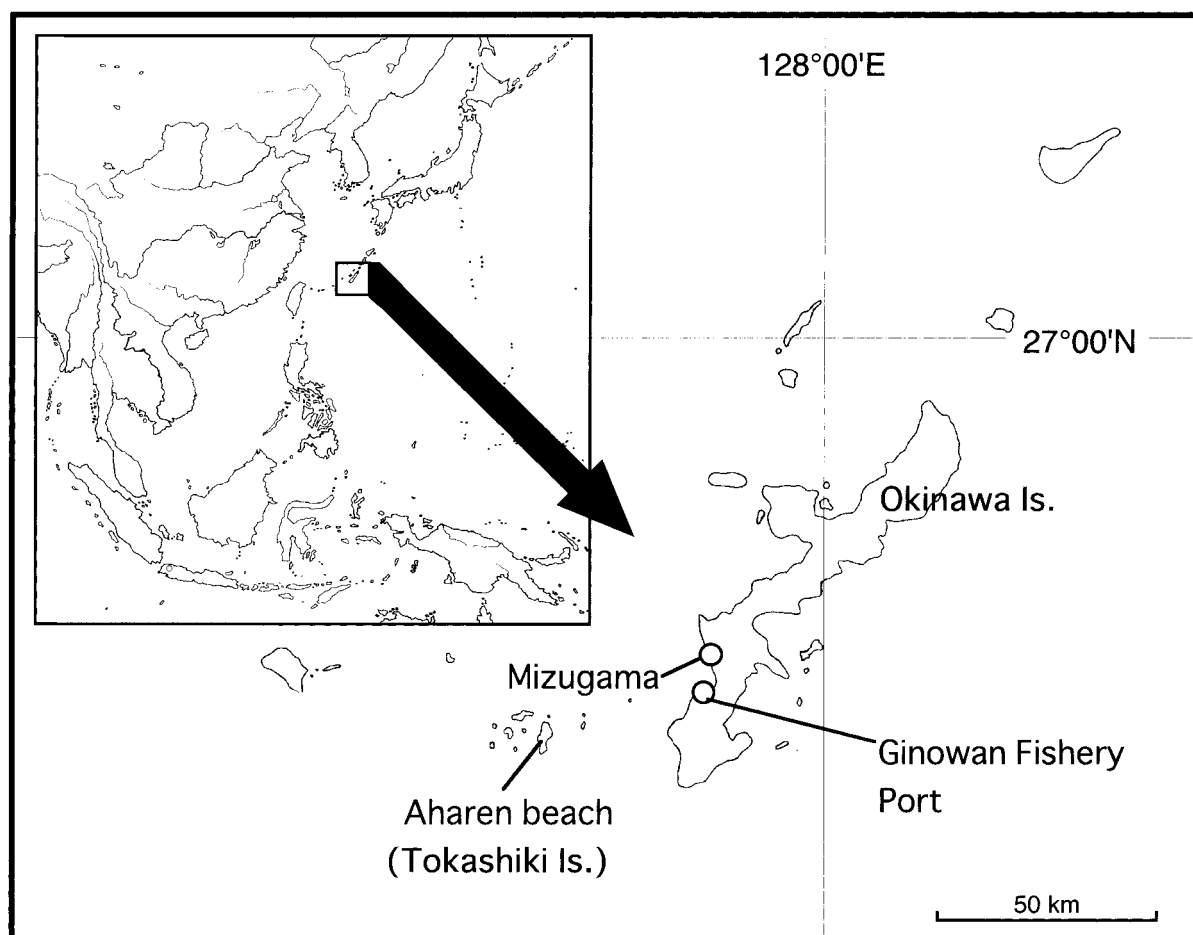 128°00'E
27°00'N
Okinawa Is.
Mizugama
Ginowan Fishery
Port
Aharen beach
(Tokashiki Is.)
50 km